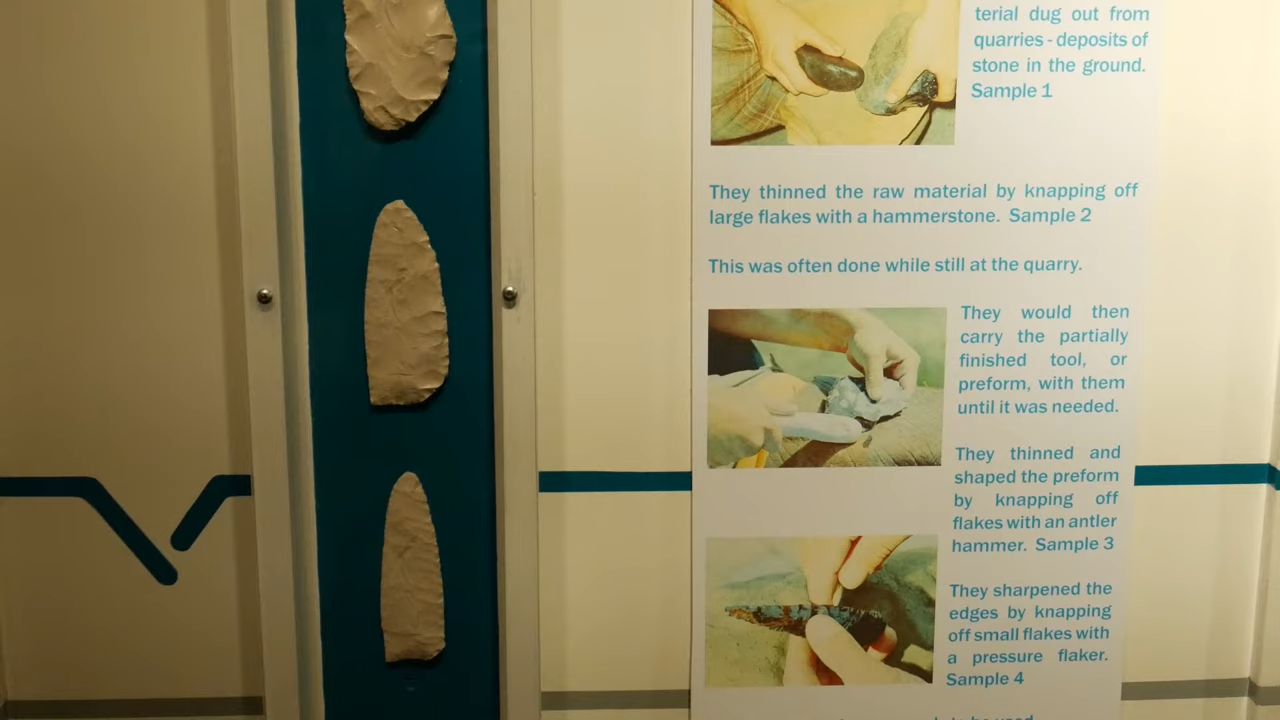 terial dug out from
quarries - deposits of
stone in the ground.
Sample 1
They thinned the raw material by knapping off
large flakes with a hammerstone. Sample 2
This was often done while still at the quarry.
They would then
carry the partially
finished tool, or
preform, with them
until it was needed.
They thinned and
shaped the preform
by knapping off
flakes with an antler
hammer. Sample 3
They sharpened the
edges by knapping
off small flakes with
a pressure flaker.
Sample 4